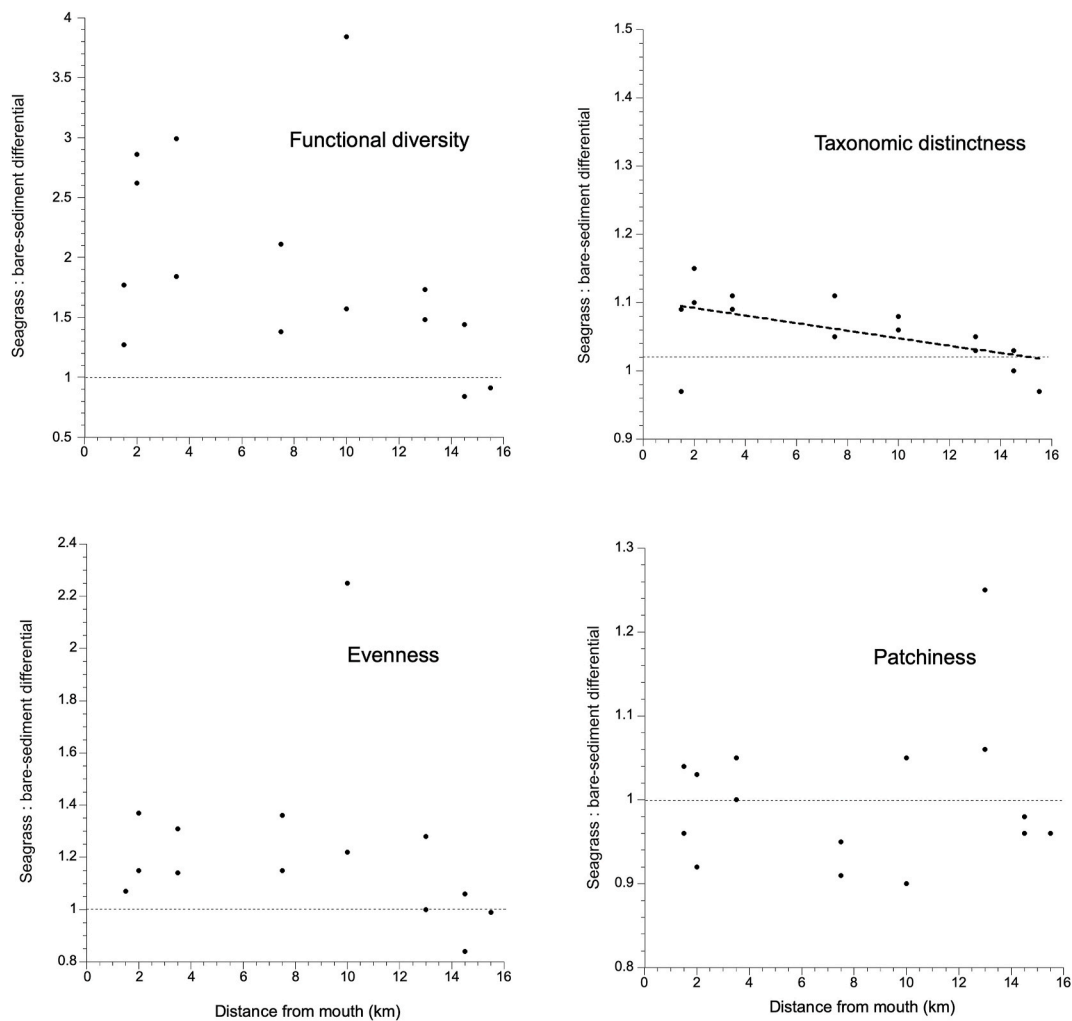 Seagrass : bare-sediment differential
4
3.5
3
2.5
2
1.5
1
0.5
0 2 4 6 8 10 12 14 16
Functional diversity
Seagrass : bare-sediment differential
1.5
1.4
1.3
1.2
1.1
1
0.9
0 2 4 6 8 10 12 14 16
Taxonomic distinctness
Seagrass : bare-sediment differential
2.4
2.2
2
1.8
1.6
1.4
1.2
1
0.8
0 2 4 6 8 10 12 14 16
Evenness
Distance from mouth (km)
Seagrass : bare-sediment differential
1.3
1.2
1.1
1
0.9
0.8
0 2 4 6 8 10 12 14 16
Patchiness
Distance from mouth (km)